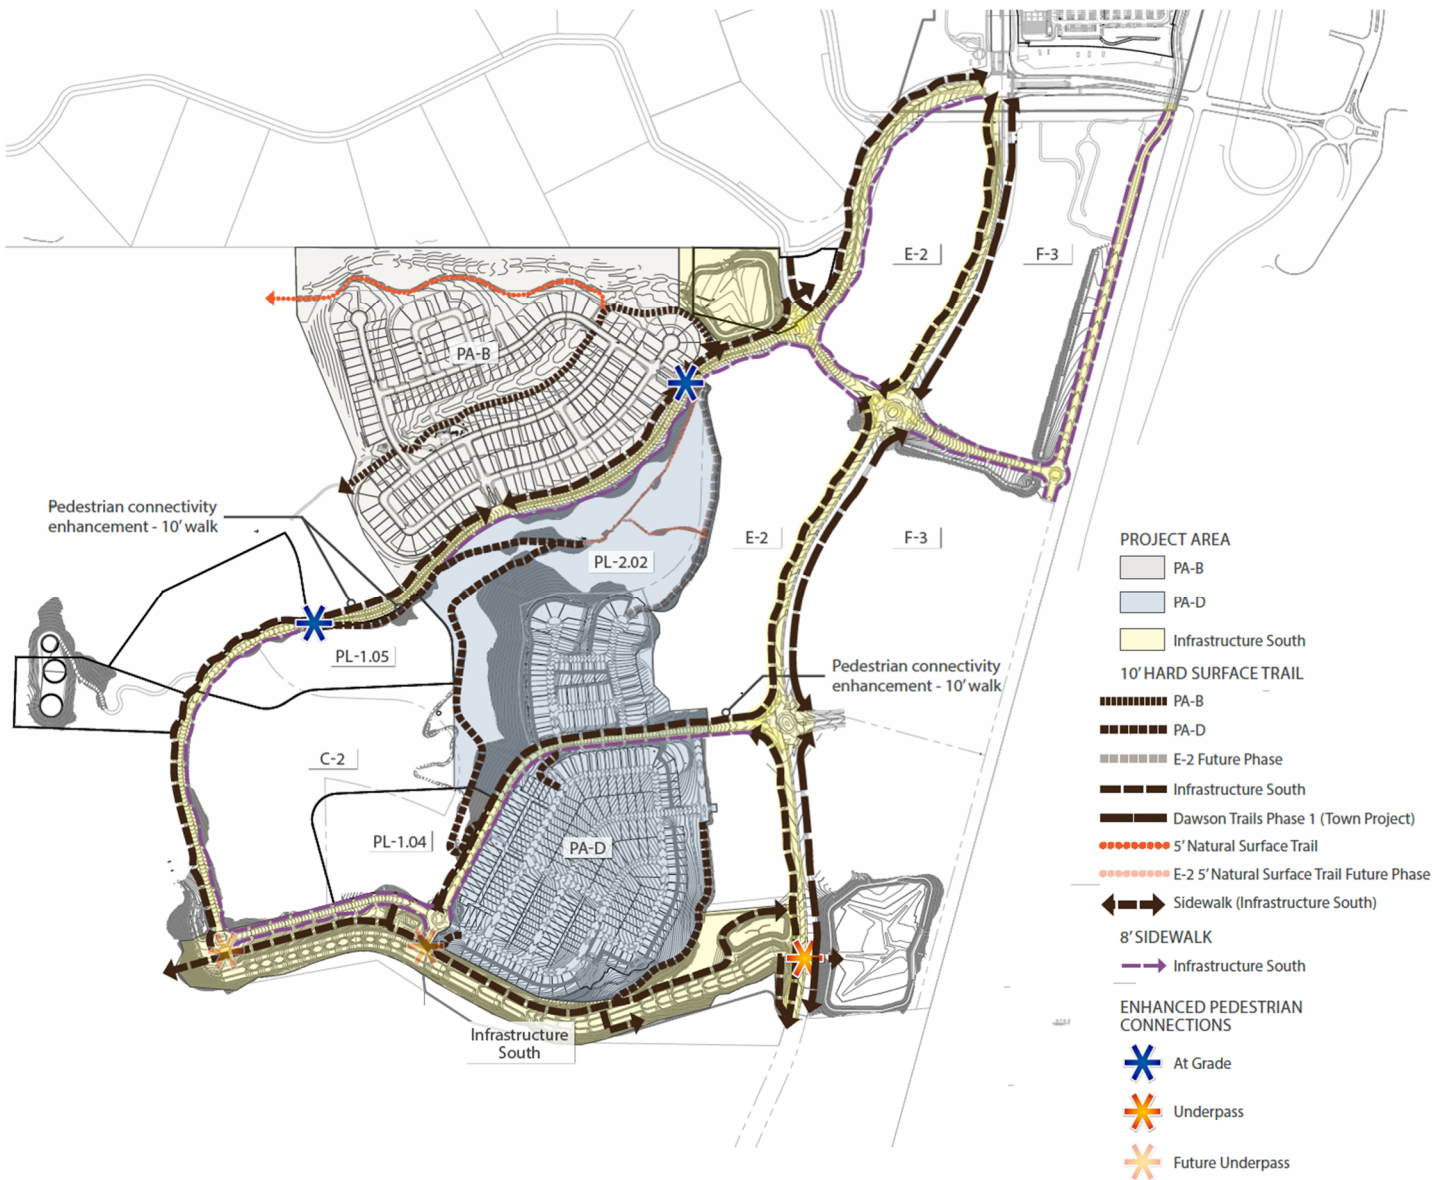 E-2
F-3
PA-B
Pedestrian connectivity
enhancement - 10' walk
E-2
F-3
PL-2.02
PL-1.05
Pedestrian connectivity
enhancement - 10' walk
C-2
PL-1.04
PA-D
Infrastructure
South
PROJECT AREA
PA-B
PA-D
Infrastructure South
10' HARD SURFACE TRAIL
PA-B
PA-D
E-2 Future Phase
Infrastructure South
Dawson Trails Phase 1 (Town Project)
5' Natural Surface Trail
E-2 5' Natural Surface Trail Future Phase
Sidewalk (Infrastructure South)
8' SIDEWALK
Infrastructure South
ENHANCED PEDESTRIAN
CONNECTIONS
At Grade
Underpass
Future Underpass